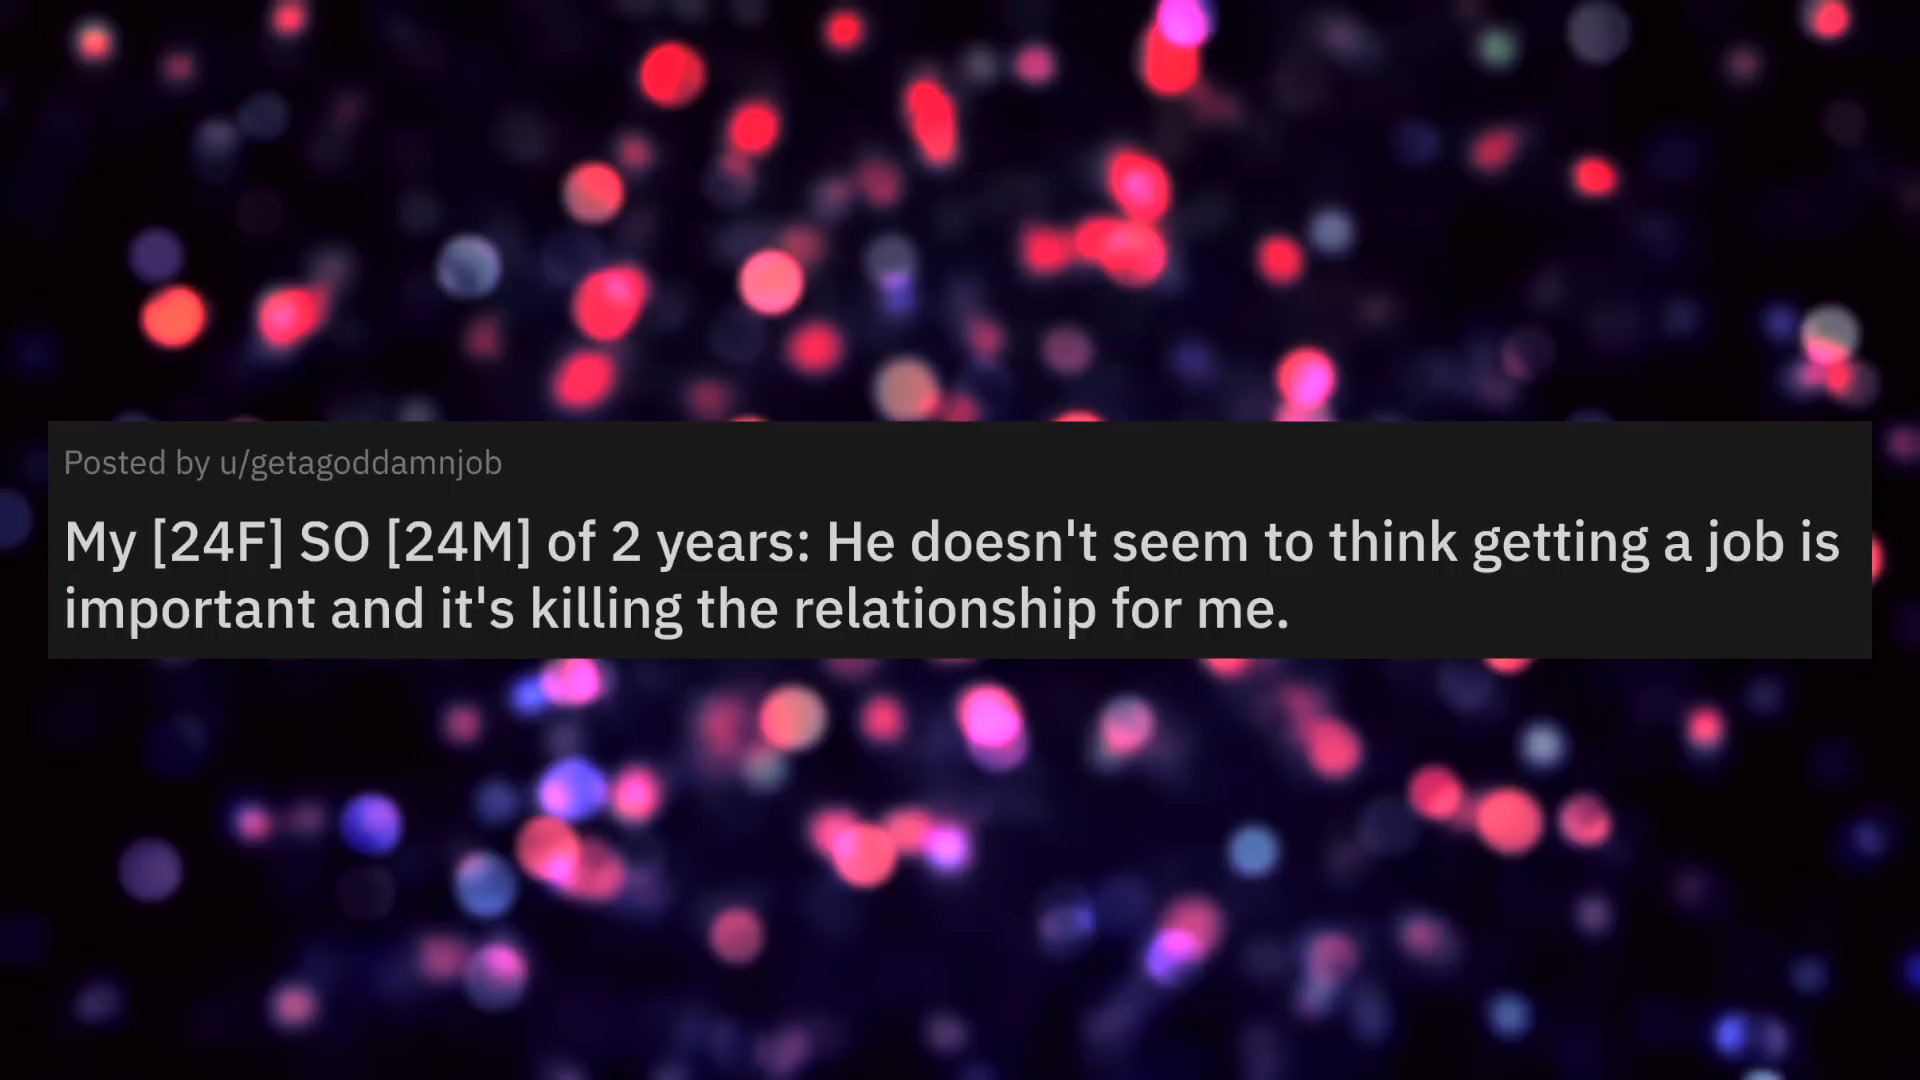 Posted by u/getagoddamnjob
My [24F] SO [24M] of 2 years: He doesn't seem to think getting a job is
important and it's killing the relationship for me.